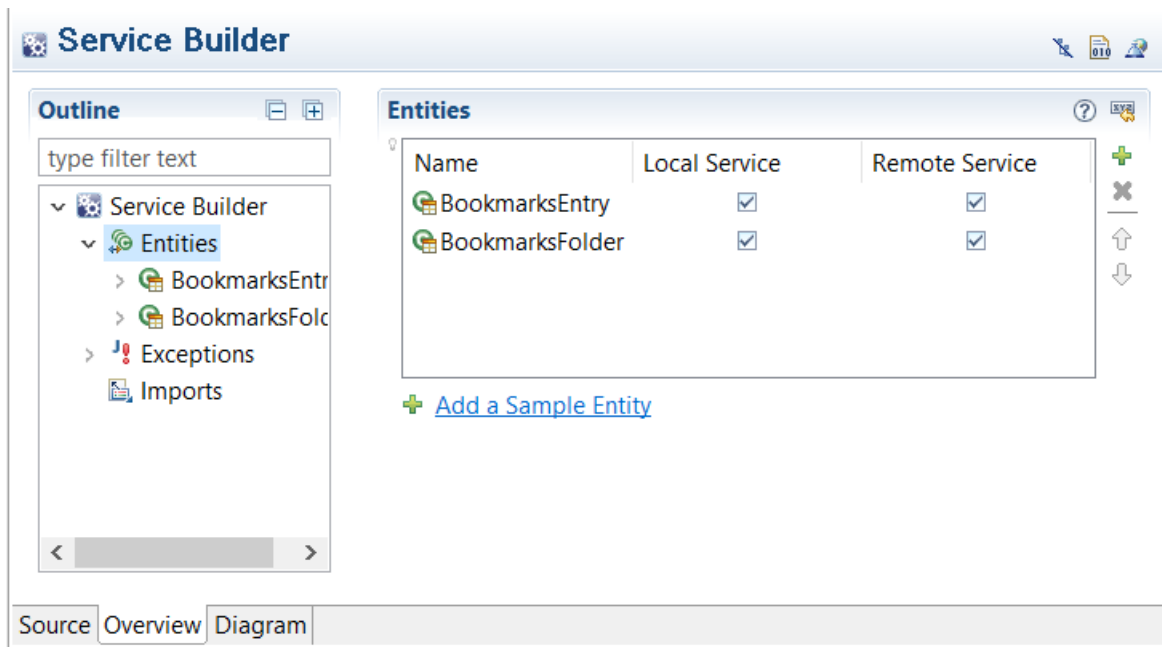 Service Builder
Outline
type filter text
Service Builder
Entities
BookmarksEntr
BookmarksFolc
Exceptions
Imports
Entities
Name Local Service Remote Service
BookmarksEntry
BookmarksFolder
Add a Sample Entity
Source Overview Diagram